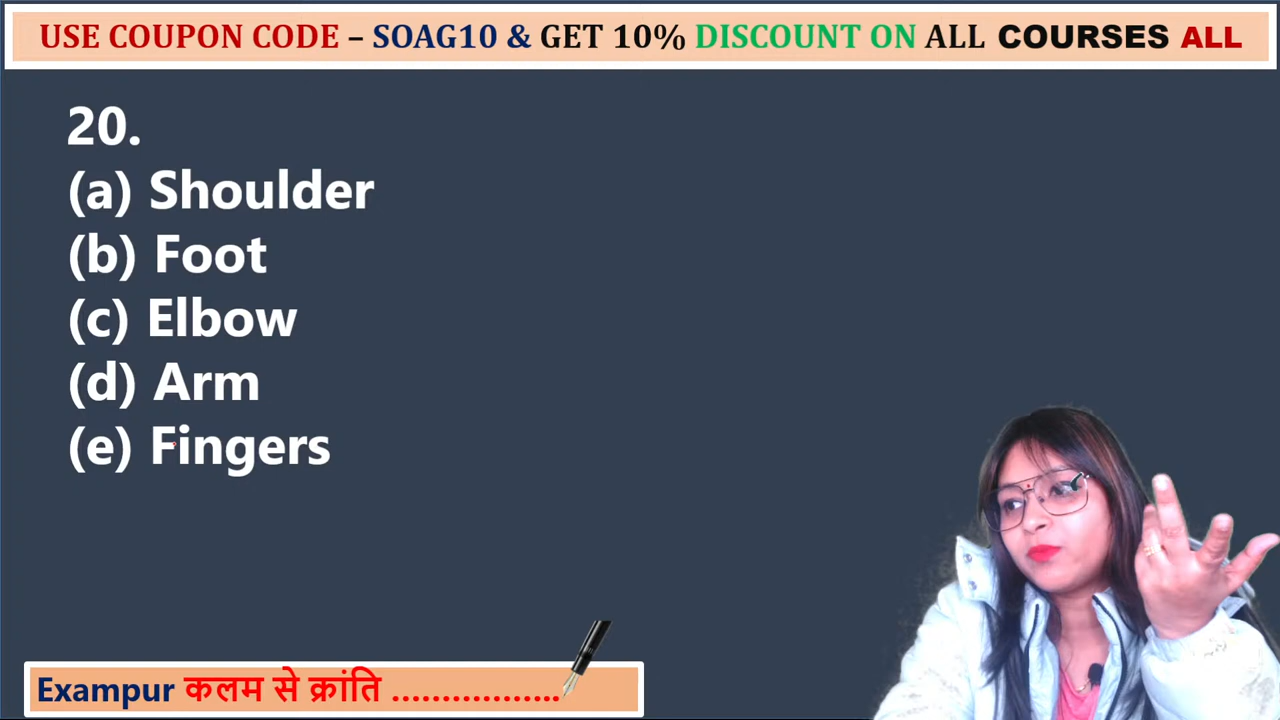 USE COUPON CODE – SOAG10 & GET 10% DISCOUNT ON ALL COURSES ALL
20.
(a) Shoulder
(b) Foot
(c) Elbow
(d) Arm
(e) Fingers
Exampur कलम से क्रांति .................